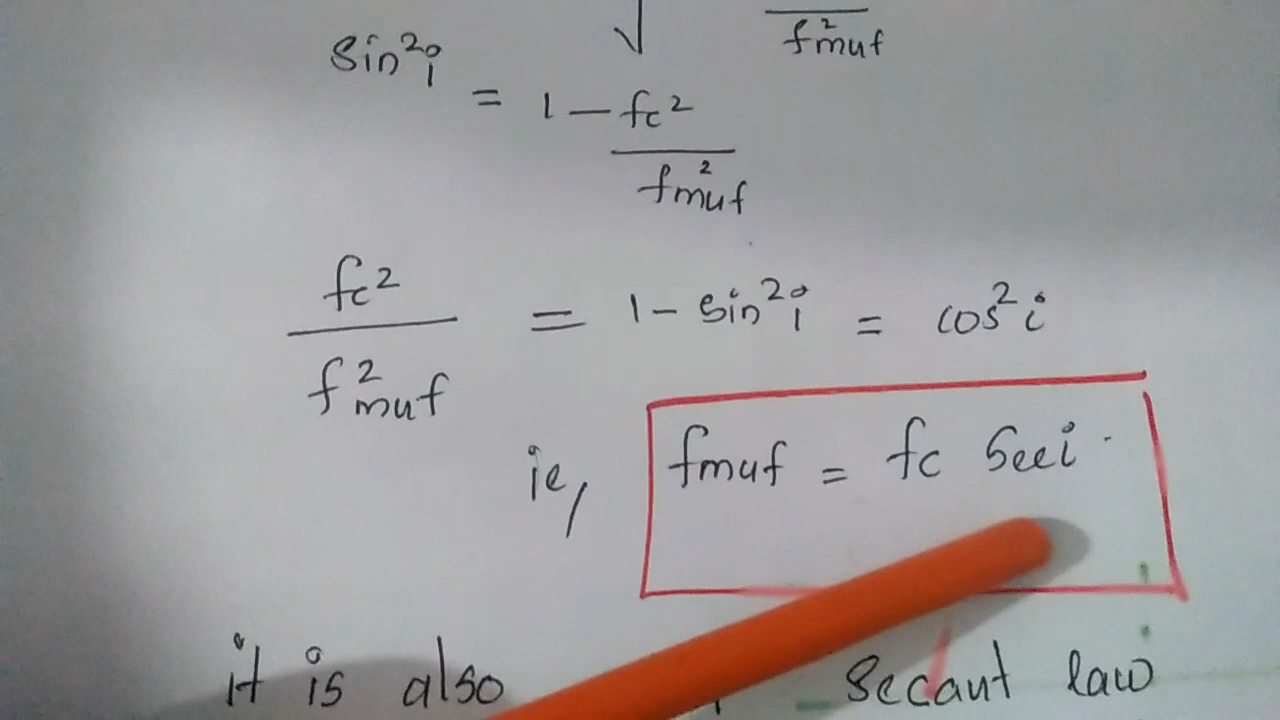 √ f²muf
sin²i = 1 - fc²/f²muf
fc²/f²muf = 1 - sin²i = cos²i
ie, fmuf = fc Seci
it is also secant law